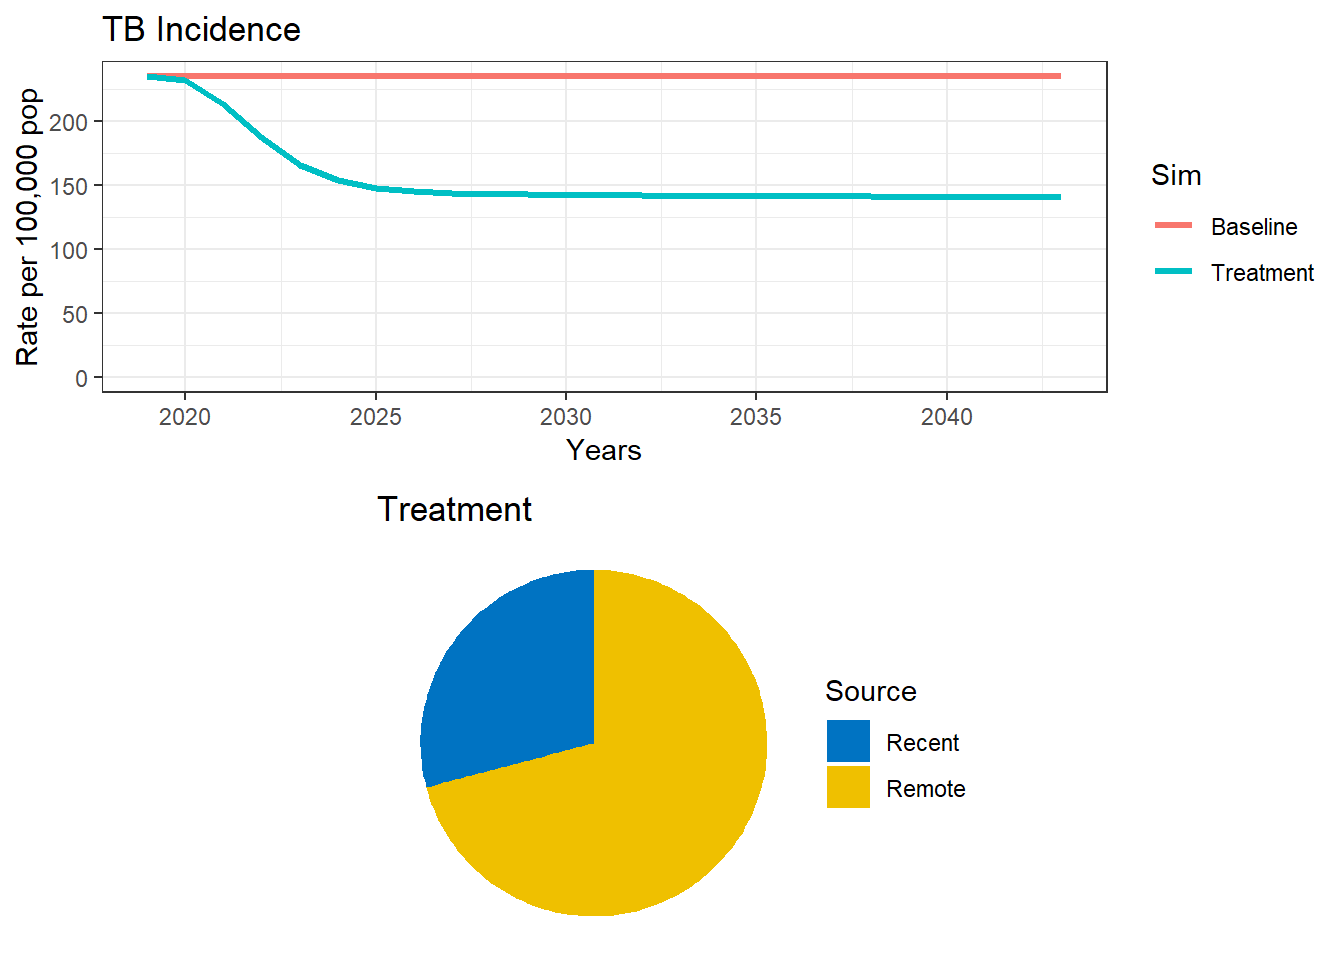 TB Incidence
Rate per 100,000 pop
200
150
100
50
0
2020 2025 2030 2035 2040
Years
Sim
Baseline
Treatment
Treatment
Source
Recent
Remote